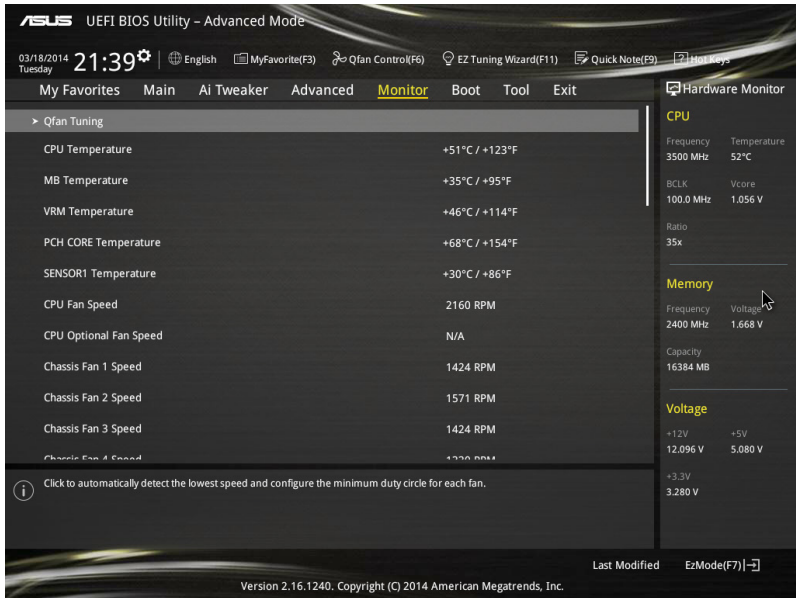 ASUS UEFI BIOS Utility – Advanced Mode
03/18/2014 Tuesday 21:39 English MyFavorite(F3) Qfan Control(F6) EZ Tuning Wizard(F11) Quick Note(F9) ? Hot Keys
My Favorites Main Ai Tweaker Advanced Monitor Boot Tool Exit
> Qfan Tuning
CPU Temperature +51°C / +123°F
MB Temperature +35°C / +95°F
VRM Temperature +46°C / +114°F
PCH CORE Temperature +68°C / +154°F
SENSOR1 Temperature +30°C / +86°F
CPU Fan Speed 2160 RPM
CPU Optional Fan Speed N/A
Chassis Fan 1 Speed 1424 RPM
Chassis Fan 2 Speed 1571 RPM
Chassis Fan 3 Speed 1424 RPM
Chassis Fan 4 Speed
Click to automatically detect the lowest speed and configure the minimum duty circle for each fan.
Hardware Monitor
CPU
Frequency Temperature
3500 MHz 52°C
BCLK Vcore
100.0 MHz 1.056 V
Ratio
35x
Memory
Frequency Voltage
2400 MHz 1.668 V
Capacity
16384 MB
Voltage
+12V +5V
12.096 V 5.080 V
+3.3V
3.280 V
Last Modified EzMode(F7)
Version 2.16.1240. Copyright (C) 2014 American Megatrends, Inc.